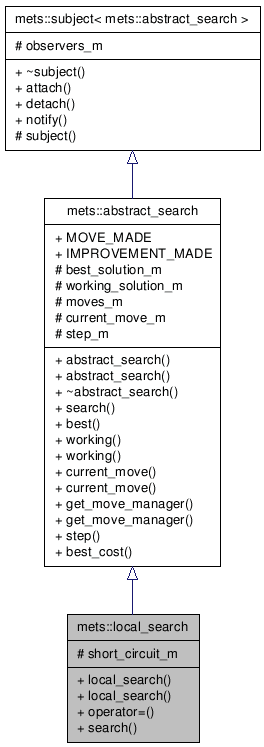 mets::subject< mets::abstract_search >
# observers_m
+ ~subject()
+ attach()
+ detach()
+ notify()
# subject()
mets::abstract_search
+ MOVE_MADE
+ IMPROVEMENT_MADE
# best_solution_m
# working_solution_m
# moves_m
# current_move_m
# step_m
+ abstract_search()
+ abstract_search()
+ ~abstract_search()
+ search()
+ best()
+ working()
+ working()
+ current_move()
+ current_move()
+ get_move_manager()
+ get_move_manager()
+ step()
+ best_cost()
mets::local_search
# short_circuit_m
+ local_search()
+ local_search()
+ operator=()
+ search()